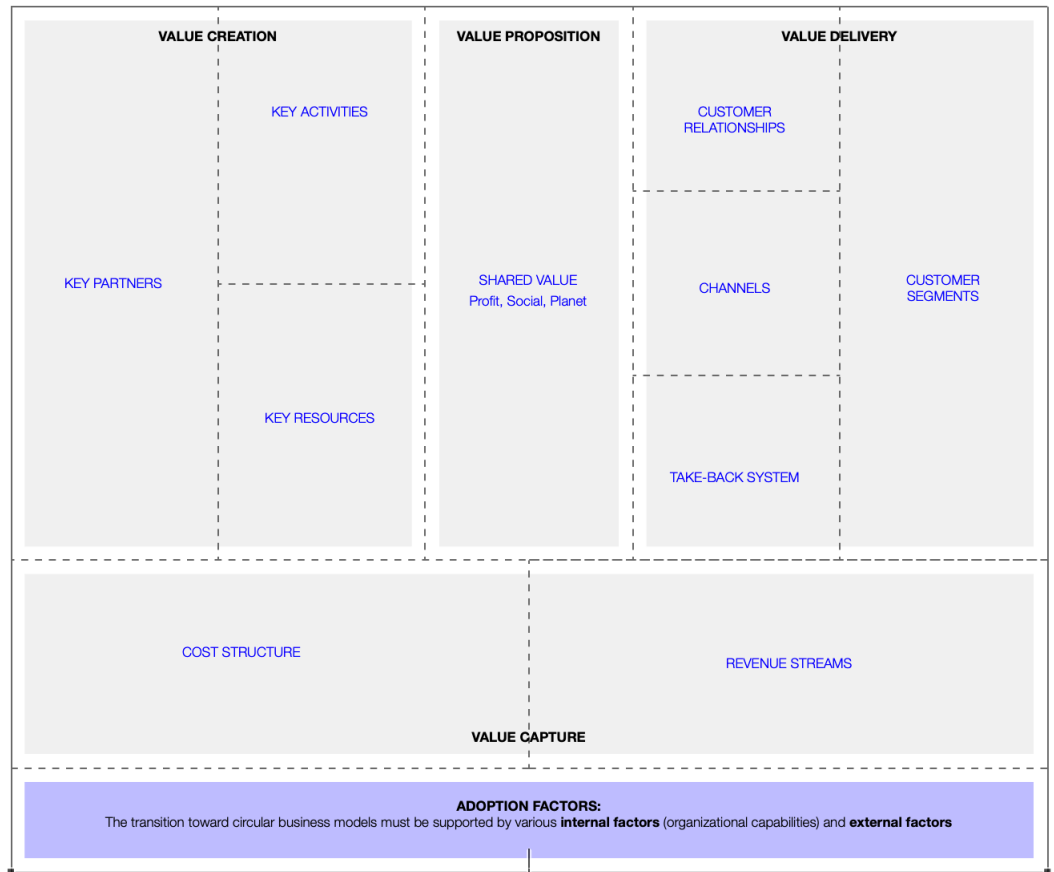 VALUE CREATION
KEY PARTNERS
KEY ACTIVITIES
KEY RESOURCES
VALUE PROPOSITION
SHARED VALUE
Profit, Social, Planet
VALUE DELIVERY
CUSTOMER
RELATIONSHIPS
CHANNELS
TAKE-BACK SYSTEM
CUSTOMER
SEGMENTS
COST STRUCTURE
REVENUE STREAMS
VALUE CAPTURE
ADOPTION FACTORS:
The transition toward circular business models must be supported by various internal factors (organizational capabilities) and external factors